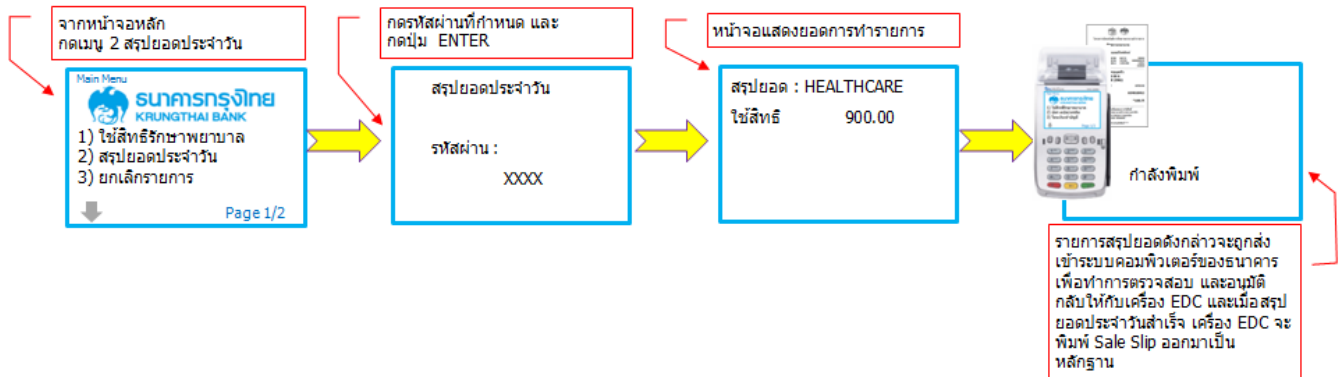 จากหน้าจอหลัก
กดเมนู 2 สรุปยอดประจำวัน
Main Menu
ธนาคารกรุงไทย
KRUNGTHAI BANK
1) ใช้สิทธิรักษาพยาบาล
2) สรุปยอดประจำวัน
3) ยกเลิกรายการ
Page 1/2
กดรหัสผ่านที่กำหนด และ
กดปุ่ม ENTER
สรุปยอดประจำวัน
รหัสผ่าน :
XXXX
หน้าจอแสดงยอดการทำรายการ
สรุปยอด : HEALTHCARE
ใช้สิทธิ 900.00
กำลังพิมพ์
รายการสรุปยอดดังกล่าวจะถูกส่ง
เข้าระบบคอมพิวเตอร์ของธนาคาร
เพื่อทำการตรวจสอบ และอนุมัติ
กลับให้กับเครื่อง EDC และเมื่อสรุป
ยอดประจำวันสำเร็จ เครื่อง EDC จะ
พิมพ์ Sale Slip ออกมาเป็น
หลักฐาน